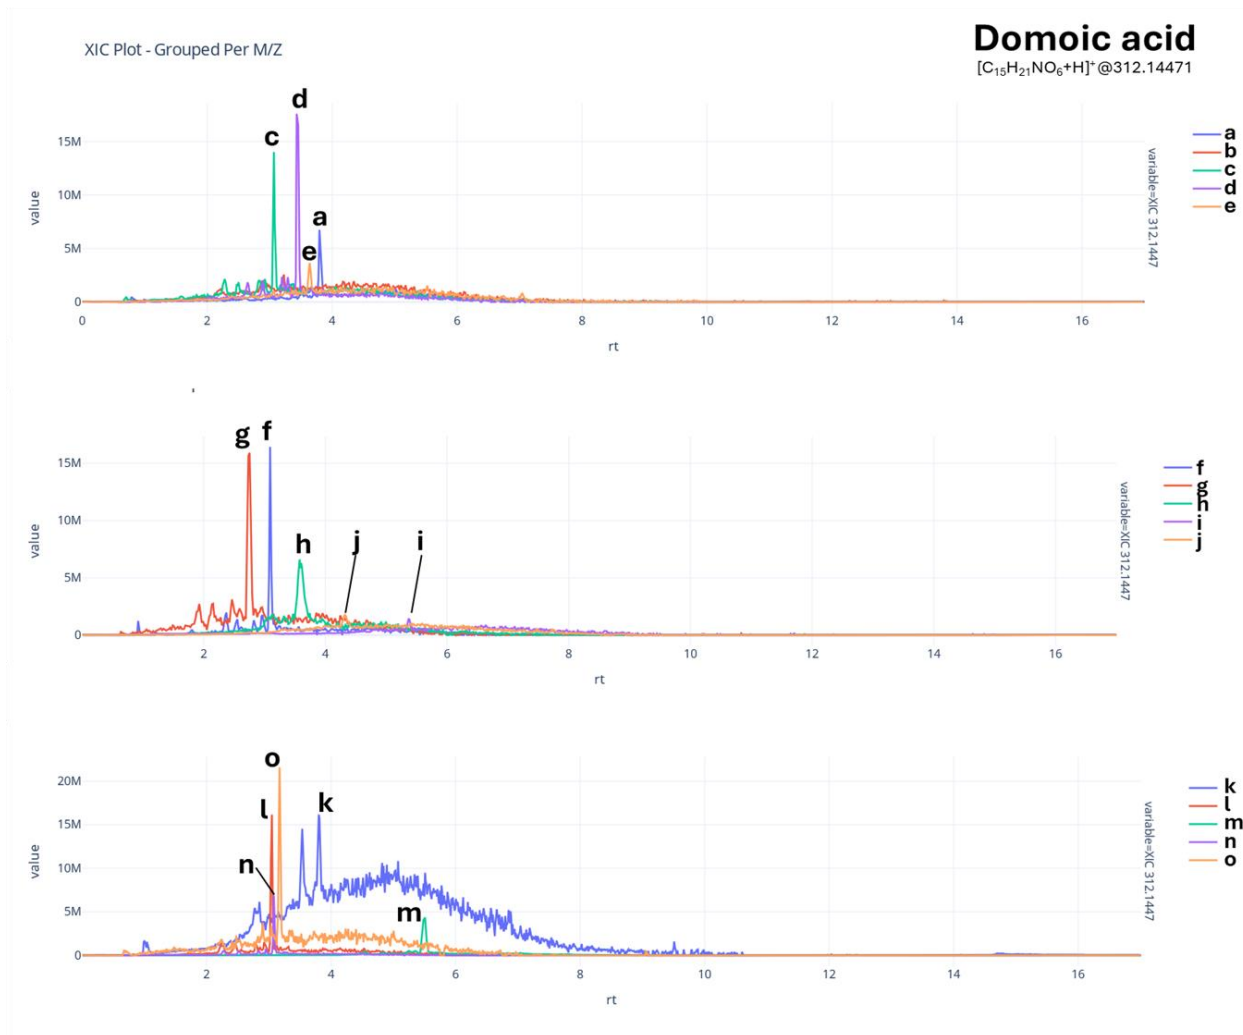 Domoic acid
[C₁₅H₂₁NO₆+H]⁺@312.14471
XIC Plot - Grouped Per M/Z
d
c
a
e
15M
10M
5M
0
value
0 2 4 6 8 10 12 14 16
rt
variable=XIC 312.1447
a
b
c
d
e
g f
h j i
15M
10M
5M
0
value
2 4 6 8 10 12 14 16
rt
variable=XIC 312.1447
f
g
h
i
j
o
l k
n
m
20M
15M
10M
5M
0
value
2 4 6 8 10 12 14 16
rt
variable=XIC 312.1447
k
l
m
n
o